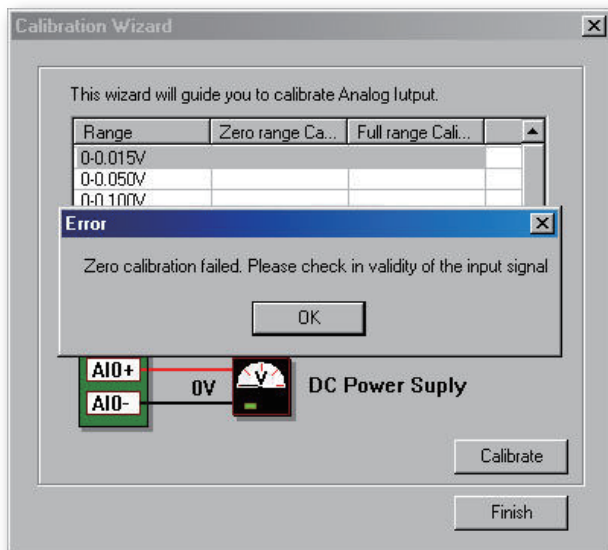 Calibration Wizard
This wizard will guide you to calibrate Analog Iutput.
Range Zero range Ca... Full range Cali...
0-0.015V
0-0.050V
0-0.100V
Error
Zero calibration failed. Please check in validity of the input signal
OK
AI0+
0V
V
DC Power Suply
AI0-
Calibrate
Finish